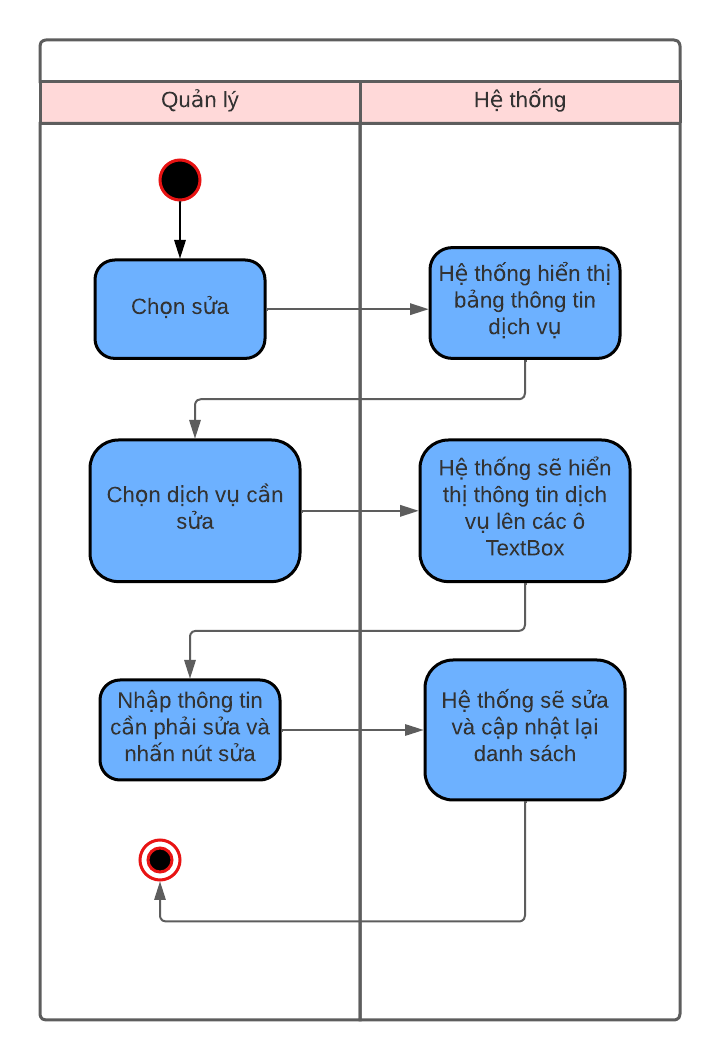 Quản lý
Hệ thống
Chọn sửa
Hệ thống hiển thị
bảng thông tin
dịch vụ
Chọn dịch vụ cần
sửa
Hệ thống sẽ hiển
thị thông tin dịch
vụ lên các ô
TextBox
Nhập thông tin
cần phải sửa và
nhấn nút sửa
Hệ thống sẽ sửa
và cập nhật lại
danh sách